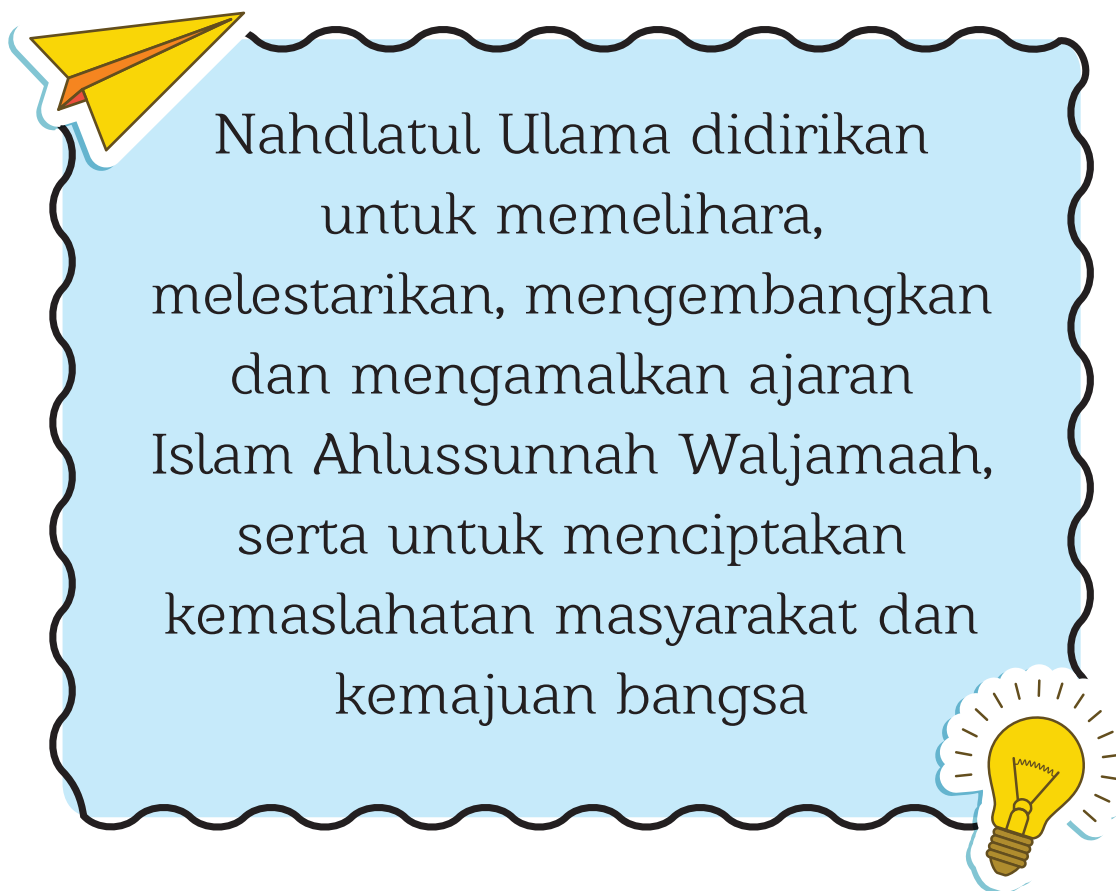 Nahdlatul Ulama didirikan
untuk memelihara,
melestarikan, mengembangkan
dan mengamalkan ajaran
Islam Ahlussunnah Waljamaah,
serta untuk menciptakan
kemaslahatan masyarakat dan
kemajuan bangsa